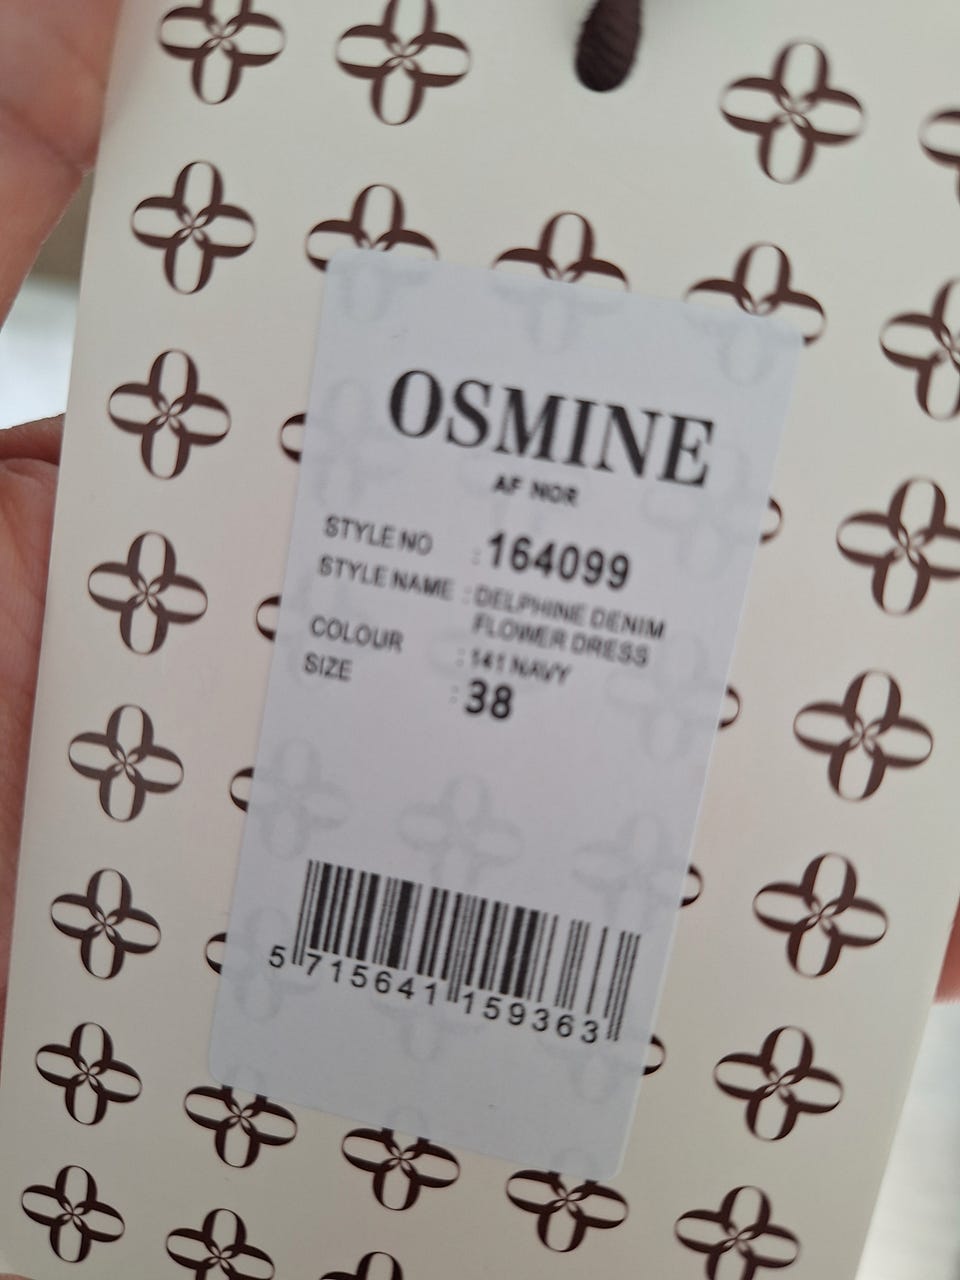 OSMINE
AF NOR
STYLE NO : 164099
STYLE NAME : DELPHINE DENIM
FLOWER DRESS
COLOUR : 141 NAVY
SIZE : 38
5 715641 159363